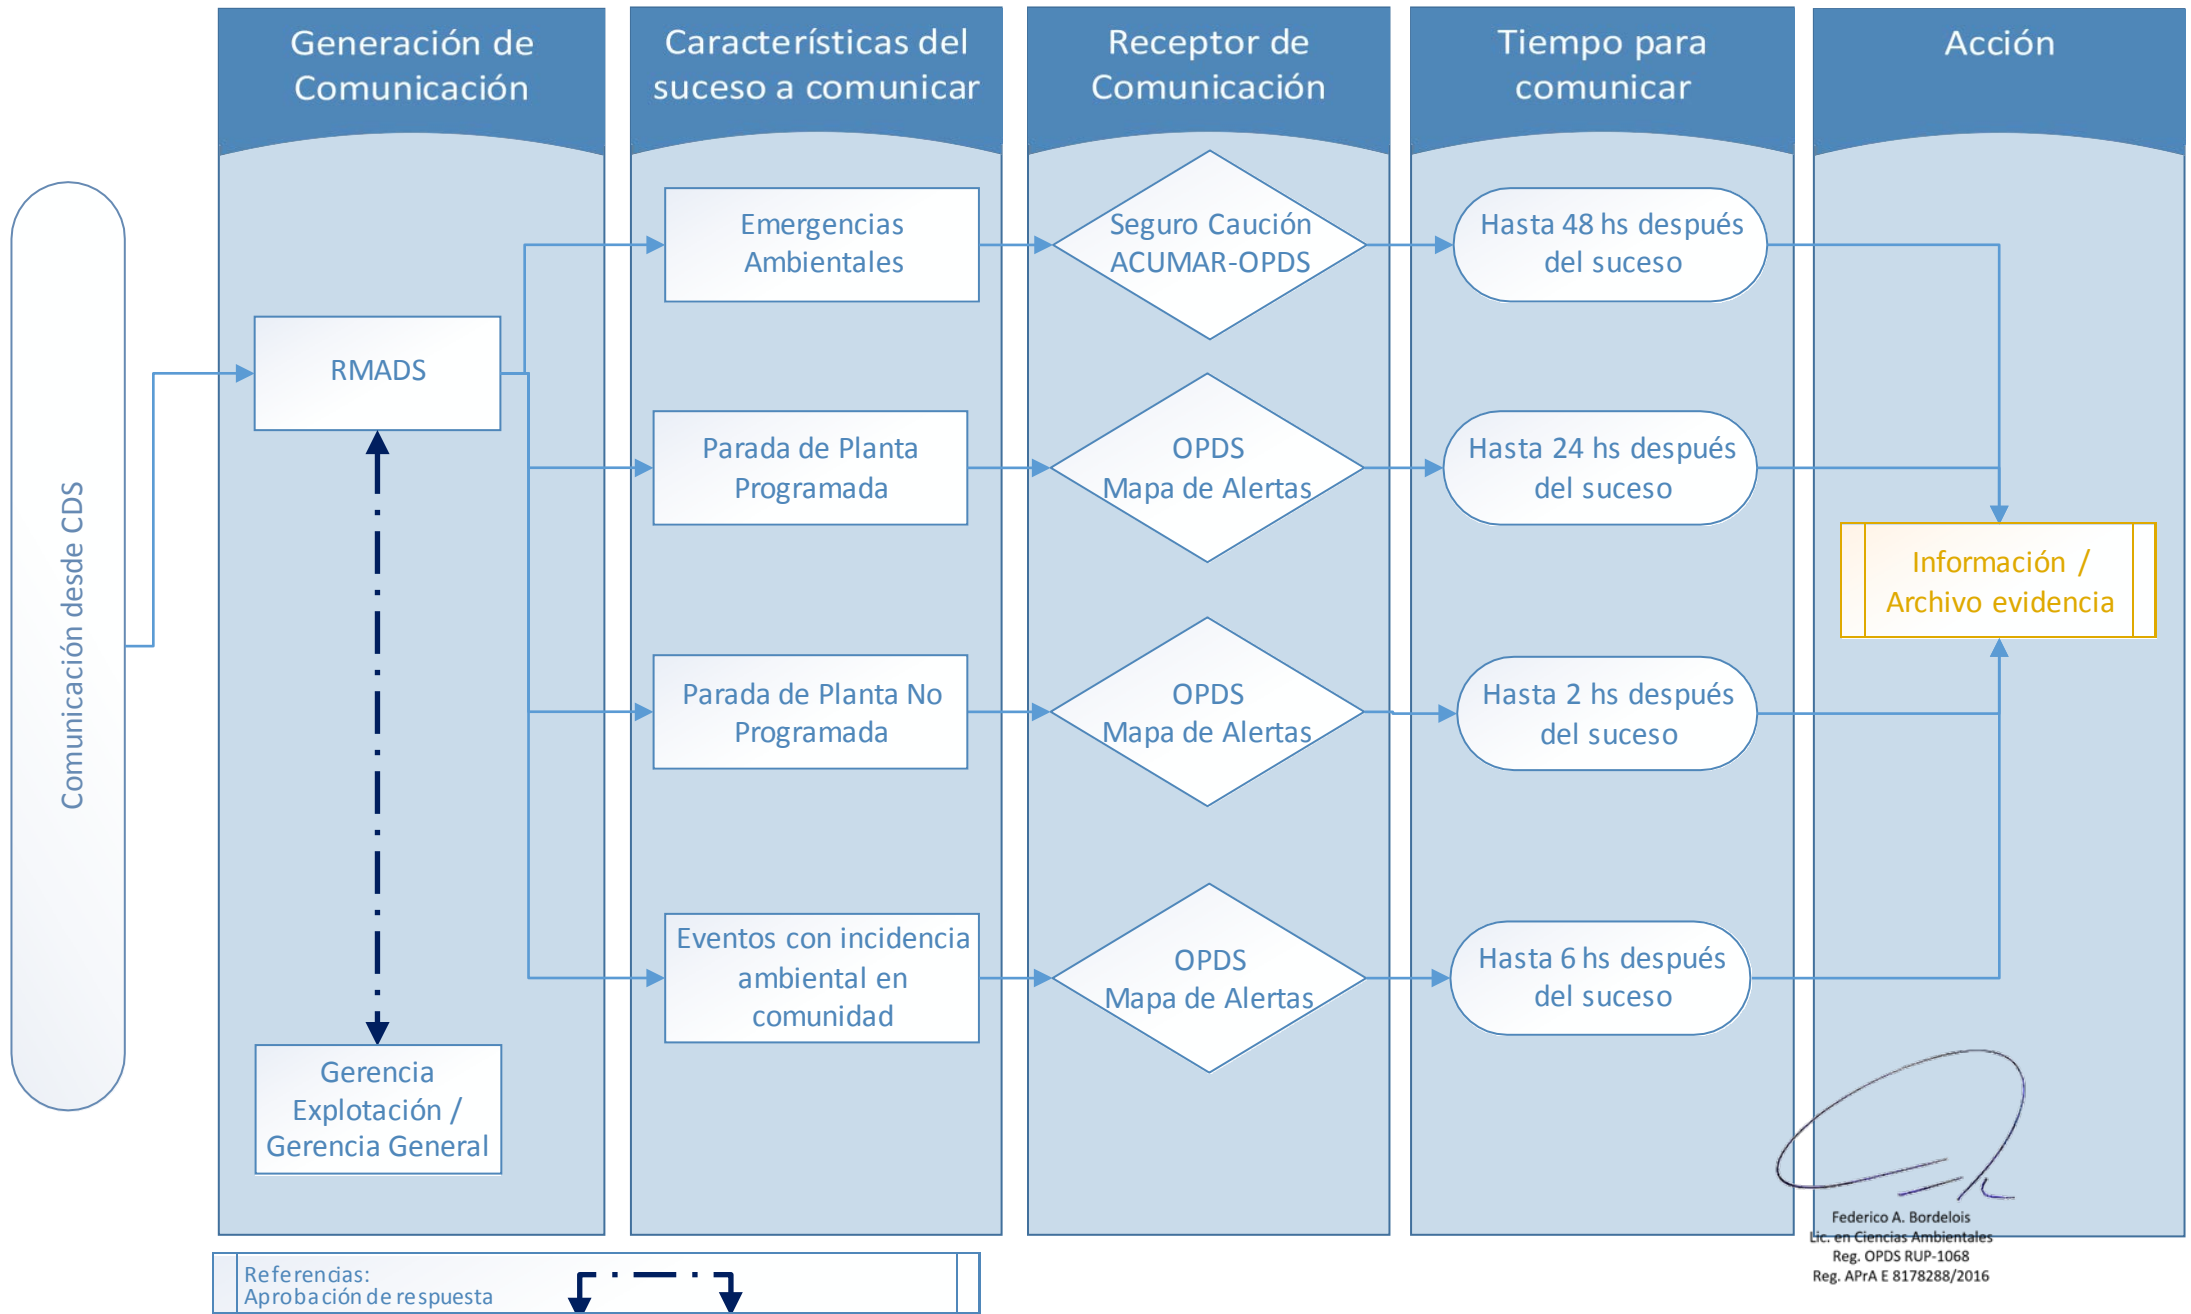 Generación de
Comunicación
Características del
suceso a comunicar
Receptor de
Comunicación
Tiempo para
comunicar
Acción
Comunicación desde CDS
RMADS
Gerencia
Explotación /
Gerencia General
Emergencias
Ambientales
Seguro Caución
ACUMAR-OPDS
Hasta 48 hs después
del suceso
Parada de Planta
Programada
OPDS
Mapa de Alertas
Hasta 24 hs después
del suceso
Información /
Archivo evidencia
Parada de Planta No
Programada
OPDS
Mapa de Alertas
Hasta 2 hs después
del suceso
Eventos con incidencia
ambiental en
comunidad
OPDS
Mapa de Alertas
Hasta 6 hs después
del suceso
Federico A. Bordelois
Lic. en Ciencias Ambientales
Reg. OPDS RUP-1068
Reg. APrA E 8178288/2016
Referencias:
Aprobación de respuesta